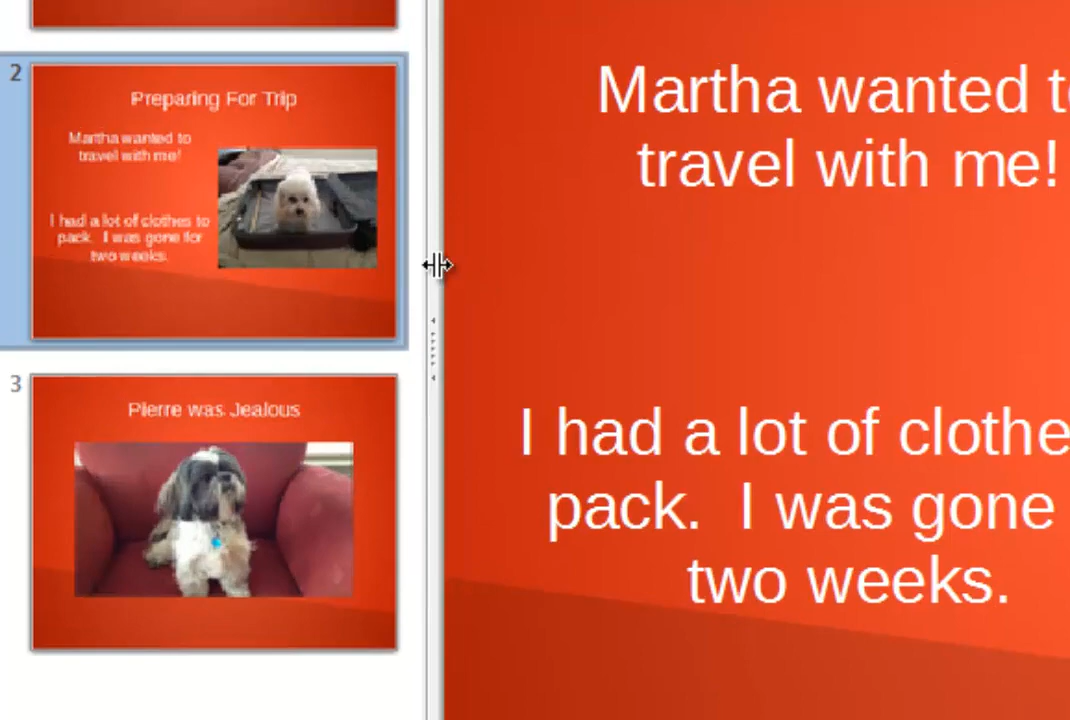 2
Preparing For Trip
Martha wanted to
travel with me!
I had a lot of clothes to
pack.  I was gone for
two weeks.
3
Pierre was Jealous
Martha wanted t
travel with me!
I had a lot of clothe
pack.  I was gone
two weeks.